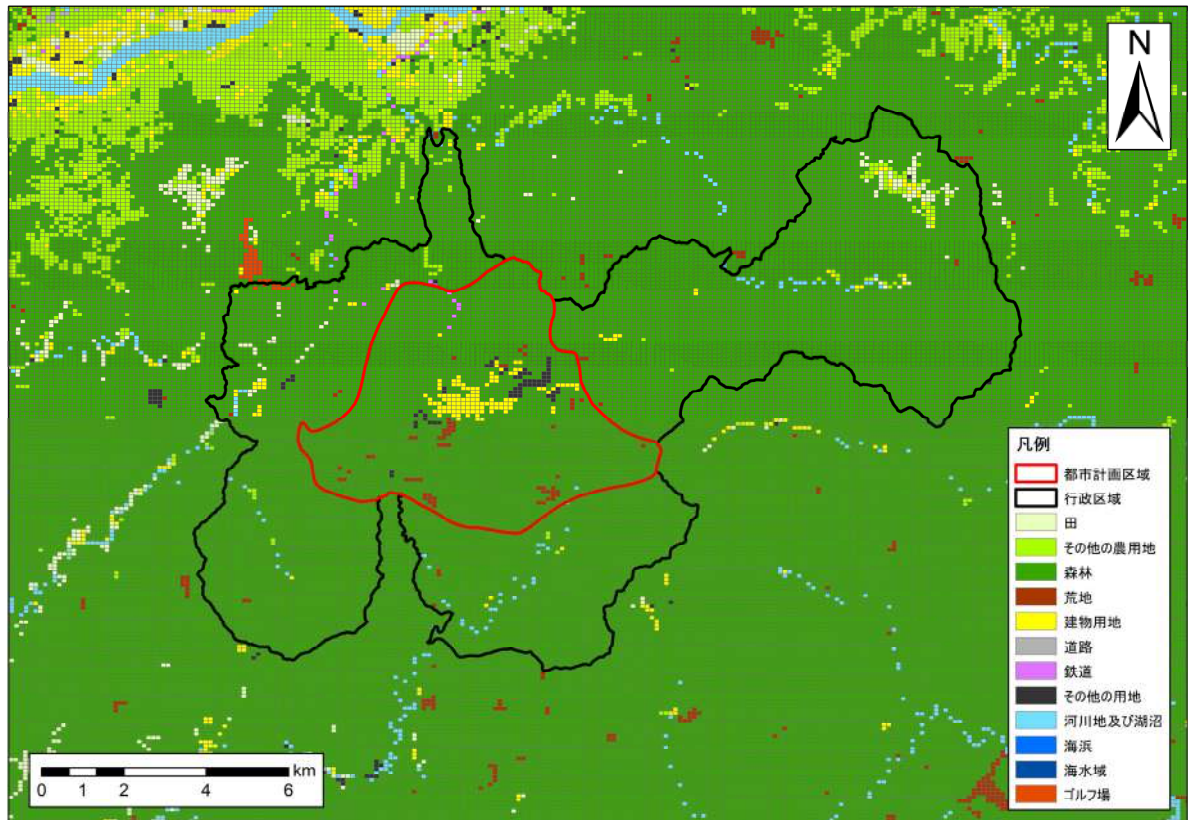 N
凡例
都市計画区域
行政区域
田
その他の農用地
森林
荒地
建物用地
道路
鉄道
その他の用地
河川地及び湖沼
海浜
海水域
ゴルフ場
km
0 1 2 4 6